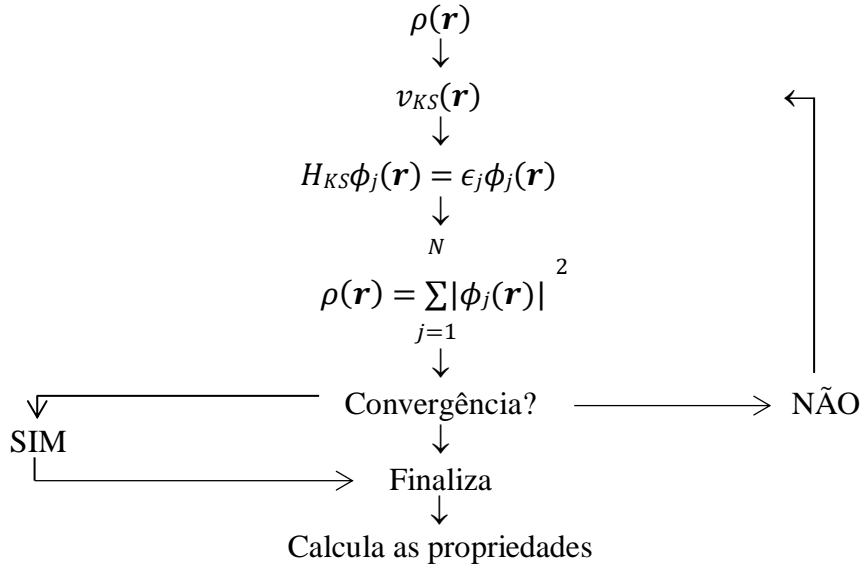 ρ(r)
↓
v_KS(r)
↓
H_KS ϕ_j(r) = ϵ_j ϕ_j(r)
↓
N
ρ(r) = ∑|ϕ_j(r)|²
j=1
↓
Convergência? → NÃO
SIM ↓
Finaliza
↓
Calcula as propriedades